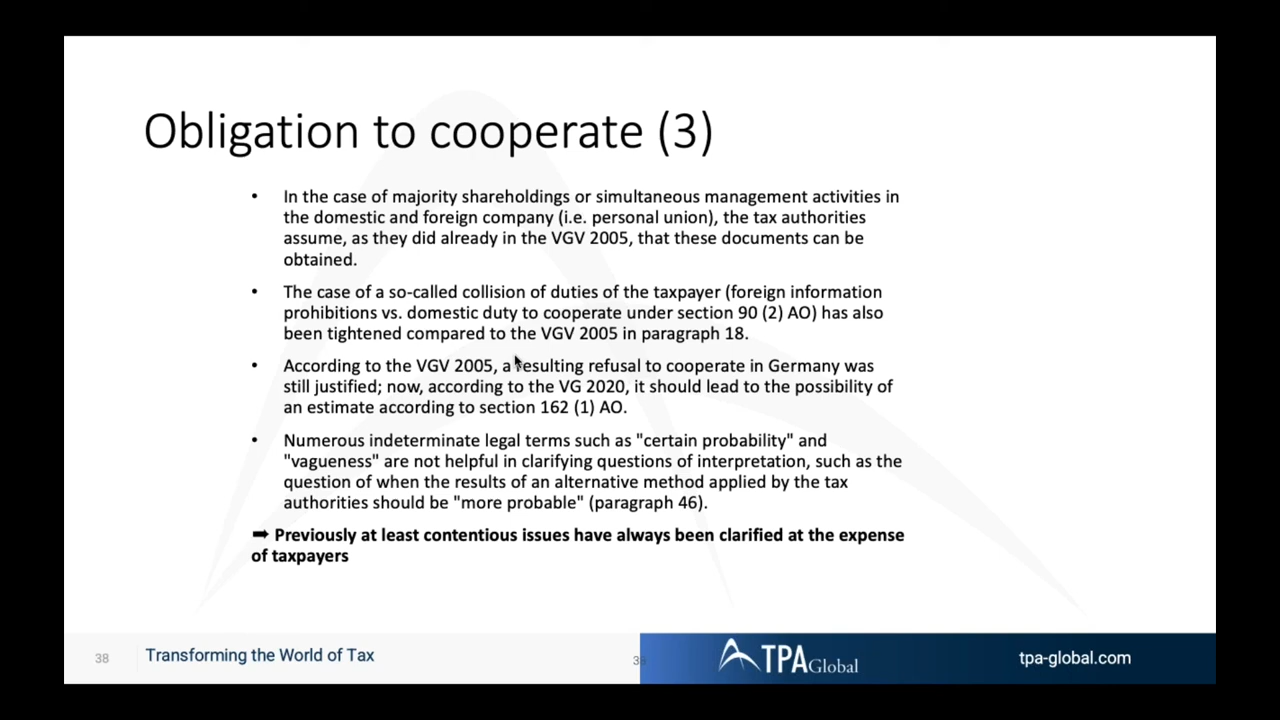 Obligation to cooperate (3)
• In the case of majority shareholdings or simultaneous management activities in
the domestic and foreign company (i.e. personal union), the tax authorities
assume, as they did already in the VGV 2005, that these documents can be
obtained.
• The case of a so-called collision of duties of the taxpayer (foreign information
prohibitions vs. domestic duty to cooperate under section 90 (2) AO) has also
been tightened compared to the VGV 2005 in paragraph 18.
• According to the VGV 2005, a resulting refusal to cooperate in Germany was
still justified; now, according to the VG 2020, it should lead to the possibility of
an estimate according to section 162 (1) AO.
• Numerous indeterminate legal terms such as "certain probability" and
"vagueness" are not helpful in clarifying questions of interpretation, such as the
question of when the results of an alternative method applied by the tax
authorities should be "more probable" (paragraph 46).
➡ Previously at least contentious issues have always been clarified at the expense
of taxpayers
38
Transforming the World of Tax
TPA Global
tpa-global.com